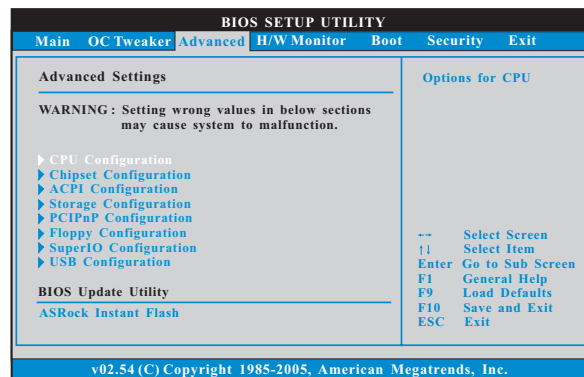 BIOS SETUP UTILITY
Main OC Tweaker Advanced H/W Monitor Boot Security Exit
Advanced Settings
WARNING : Setting wrong values in below sections
may cause system to malfunction.
CPU Configuration
Chipset Configuration
ACPI Configuration
Storage Configuration
PCIPnP Configuration
Floppy Configuration
SuperIO Configuration
USB Configuration
BIOS Update Utility
ASRock Instant Flash
Options for CPU
←→ Select Screen
↑↓ Select Item
Enter Go to Sub Screen
F1 General Help
F9 Load Defaults
F10 Save and Exit
ESC Exit
v02.54 (C) Copyright 1985-2005, American Megatrends, Inc.